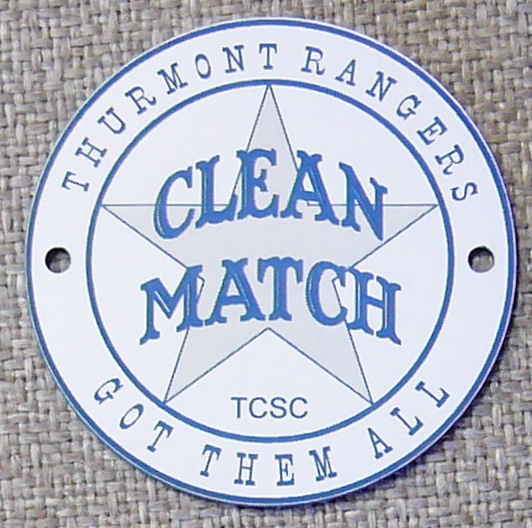 THURMONT RANGERS
CLEAN
MATCH
TCSC
GOT THEM ALL